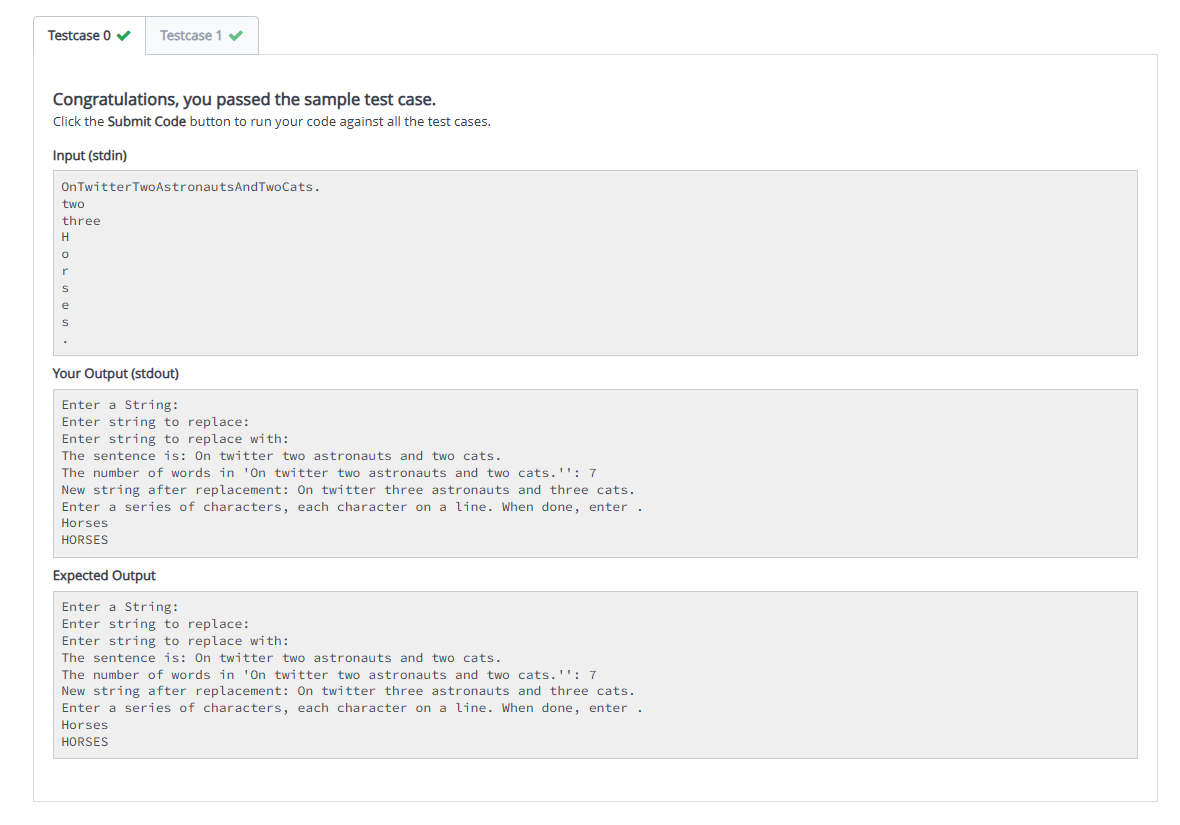 Testcase 0 Testcase 1
Congratulations, you passed the sample test case.
Click the Submit Code button to run your code against all the test cases.
Input (stdin)
OnTwitterTwoAstronautsAndTwoCats.
two
three
H
o
r
s
e
s
.
Your Output (stdout)
Enter a String:
Enter string to replace:
Enter string to replace with:
The sentence is: On twitter two astronauts and two cats.
The number of words in 'On twitter two astronauts and two cats.'': 7
New string after replacement: On twitter three astronauts and three cats.
Enter a series of characters, each character on a line. When done, enter .
Horses
HORSES
Expected Output
Enter a String:
Enter string to replace:
Enter string to replace with:
The sentence is: On twitter two astronauts and two cats.
The number of words in 'On twitter two astronauts and two cats.'': 7
New string after replacement: On twitter three astronauts and three cats.
Enter a series of characters, each character on a line. When done, enter .
Horses
HORSES